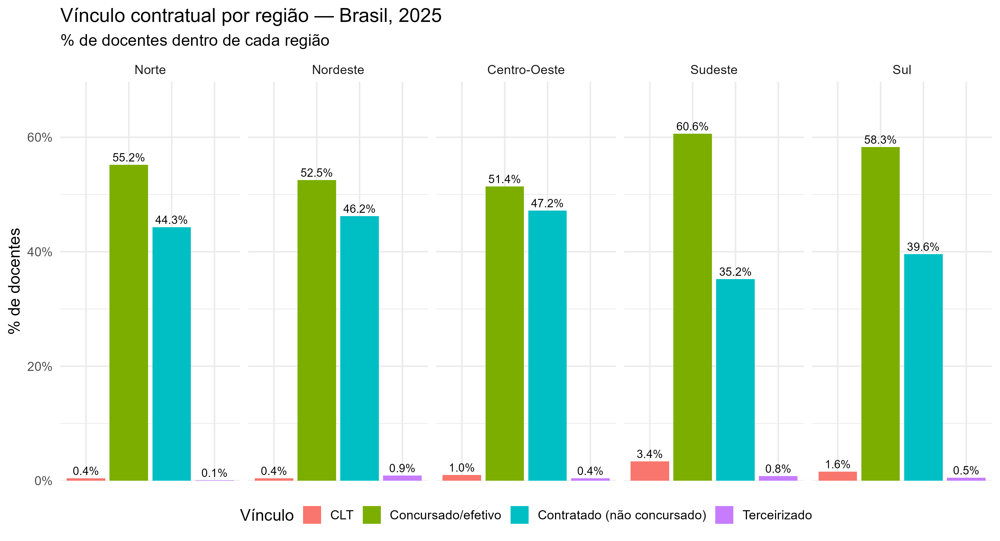 Vínculo contratual por região — Brasil, 2025
% de docentes dentro de cada região
Norte
Nordeste
Centro-Oeste
Sudeste
Sul
% de docentes
60%
40%
20%
0%
0.4%
55.2%
44.3%
0.1%
0.4%
52.5%
46.2%
0.9%
1.0%
51.4%
47.2%
0.4%
3.4%
60.6%
35.2%
0.8%
1.6%
58.3%
39.6%
0.5%
Vínculo
CLT
Concursado/efetivo
Contratado (não concursado)
Terceirizado